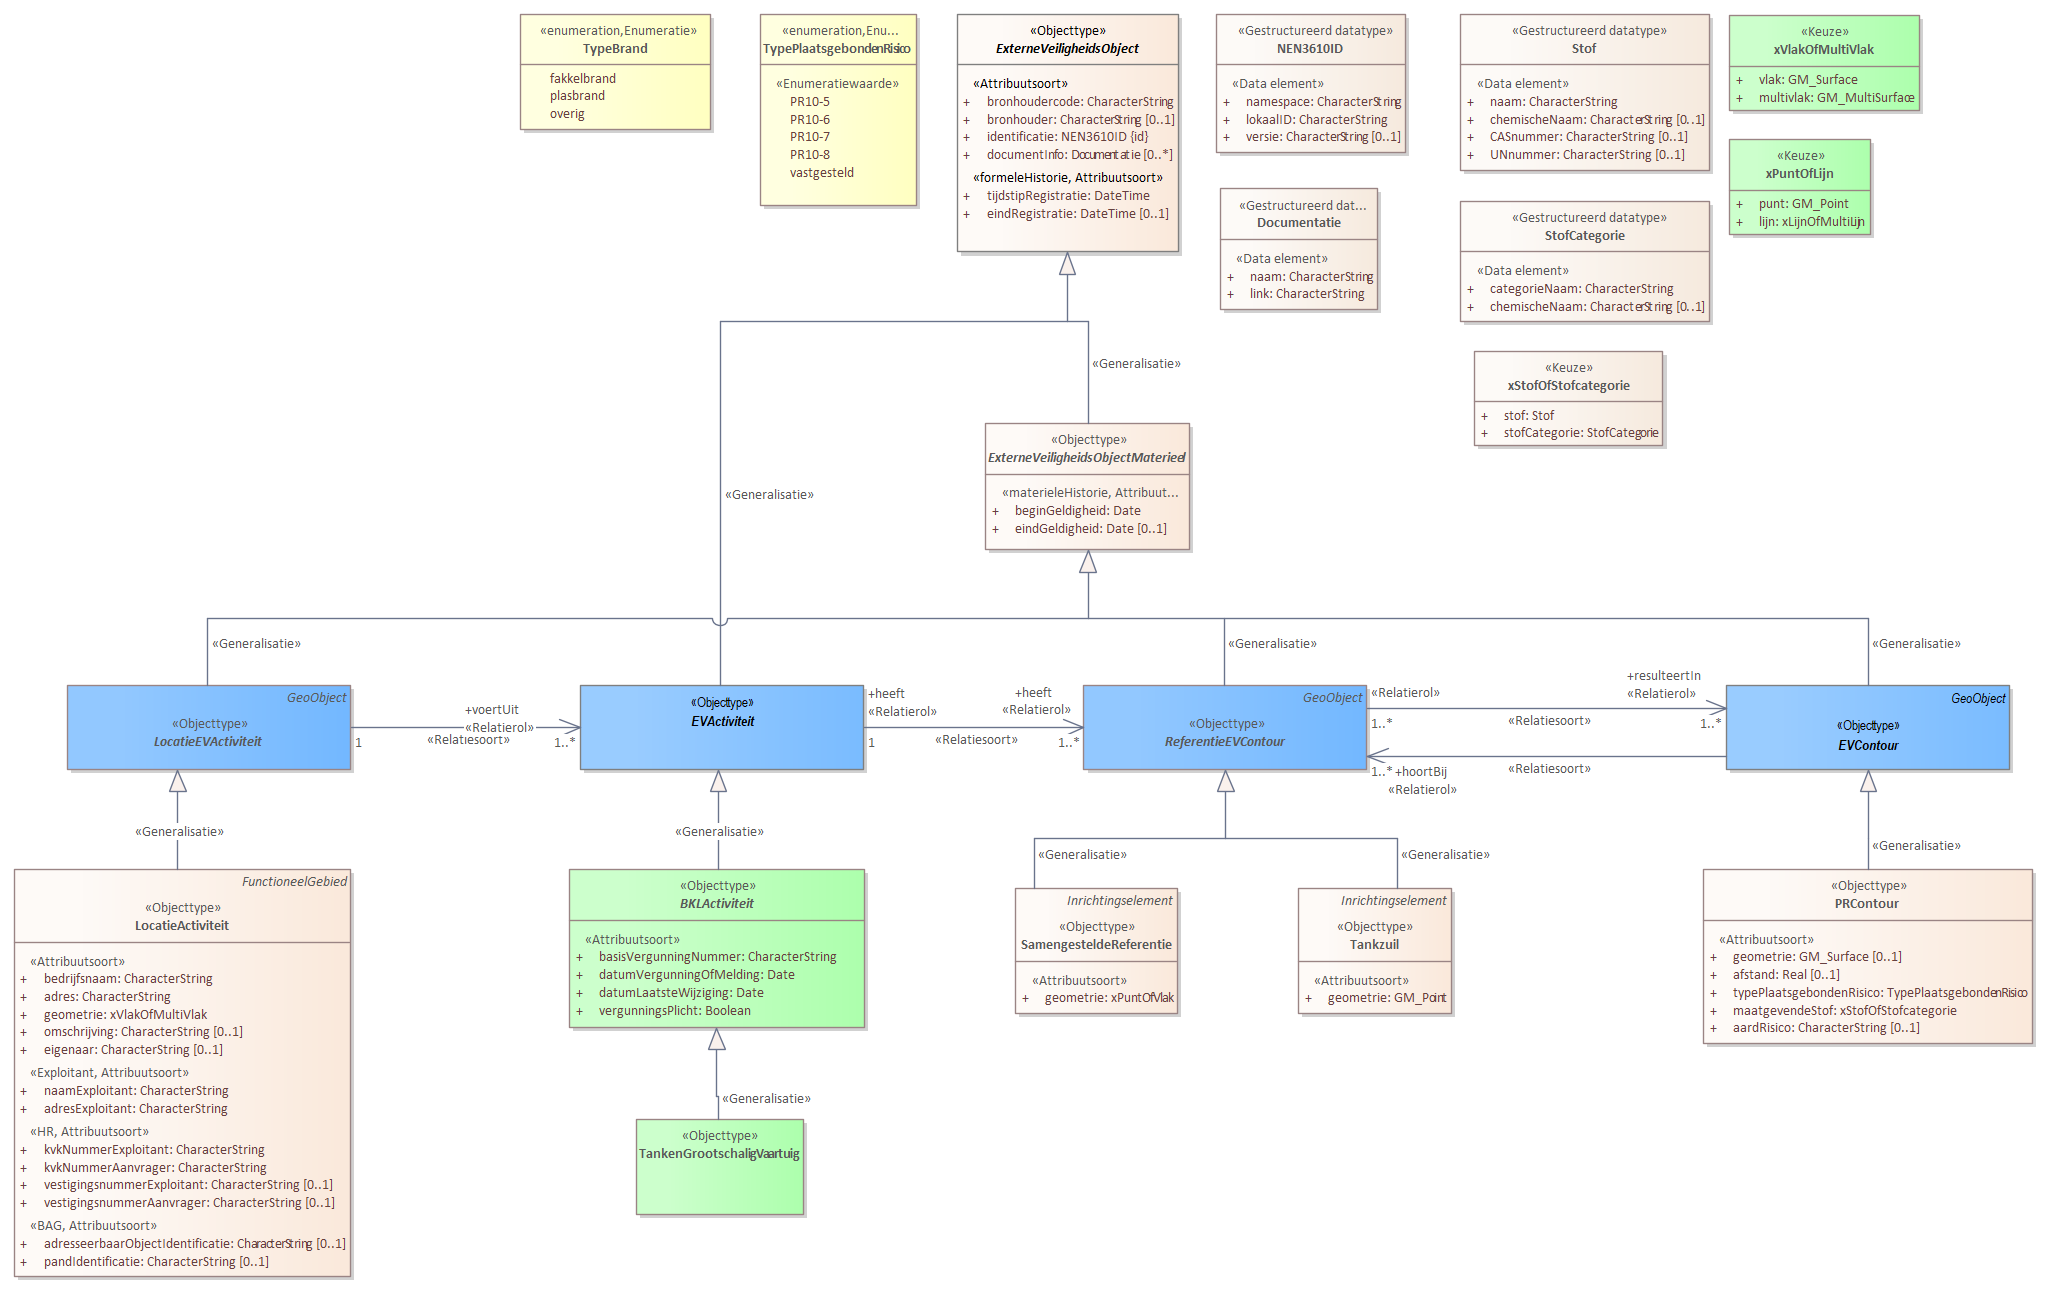 «enumeration,Enumeratie»
TypeBrand
fakkelbrand
plasbrand
overig
«enumeration,Enu...
TypePlaatsgebondenRisico
«Enumeratiewaarde»
PR10-5
PR10-6
PR10-7
PR10-8
vastgesteld
«Objecttype»
ExterneVeiligheidsObject
«Attribuutsoort»
+ bronhoudercode: CharacterString
+ bronhouder: CharacterString [0..1]
+ identificatie: NEN3610ID {id}
+ documentInfo: Documentatie [0..*]
«formeleHistorie, Attribuutsoort»
+ tijdstipRegistratie: DateTime
+ eindRegistratie: DateTime [0..1]
«Gestructureerd datatype»
NEN3610ID
«Data element»
+ namespace: CharacterString
+ lokaalID: CharacterString
+ versie: CharacterString [0..1]
«Gestructureerd dat...
Documentatie
«Data element»
+ naam: CharacterString
+ link: CharacterString
«Gestructureerd datatype»
Stof
«Data element»
+ naam: CharacterString
+ chemischeNaam: CharacterString [0..1]
+ CASnummer: CharacterString [0..1]
+ UNnummer: CharacterString [0..1]
«Gestructureerd datatype»
StofCategorie
«Data element»
+ categorieNaam: CharacterString
+ chemischeNaam: CharacterString [0..1]
«Keuze»
xStofOfStofcategorie
+ stof: Stof
+ stofCategorie: StofCategorie
«Keuze»
xVlakOfMultiVlak
+ vlak: GM_Surface
+ multivlak: GM_MultiSurface
«Keuze»
xPuntOfLijn
+ punt: GM_Point
+ lijn: xLijnOfMultiLijn
«Generalisatie»
«Generalisatie»
«Objecttype»
ExterneVeiligheidsObjectMaterieel
«materieleHistorie, Attribuut...
+ beginGeldigheid: Date
+ eindGeldigheid: Date [0..1]
«Generalisatie»
«Generalisatie»
«Generalisatie»
GeoObject
«Objecttype»
LocatieEVActiviteit
+voertUit
«Relatierol»
«Relatiesoort»
1
1..*
«Objecttype»
EVActiviteit
+heeft
«Relatierol»
+heeft
«Relatierol»
«Relatiesoort»
1
1..*
GeoObject
«Objecttype»
ReferentieEVContour
«Relatierol»
+resulteertIn
«Relatierol»
1..*
«Relatiesoort»
1..*
1..* +hoortBij
«Relatierol»
«Relatiesoort»
GeoObject
«Objecttype»
EVContour
«Generalisatie»
«Generalisatie»
«Generalisatie»
«Generalisatie»
«Generalisatie»
FunctioneelGebied
«Objecttype»
LocatieActiviteit
«Attribuutsoort»
+ bedrijfsnaam: CharacterString
+ adres: CharacterString
+ geometrie: xVlakOfMultiVlak
+ omschrijving: CharacterString [0..1]
+ eigenaar: CharacterString [0..1]
«Exploitant, Attribuutsoort»
+ naamExploitant: CharacterString
+ adresExploitant: CharacterString
«HR, Attribuutsoort»
+ kvkNummerExploitant: CharacterString
+ kvkNummerAanvrager: CharacterString
+ vestigingsnummerExploitant: CharacterString [0..1]
+ vestigingsnummerAanvrager: CharacterString [0..1]
«BAG, Attribuutsoort»
+ adresseerbaarObjectIdentificatie: CharacterString [0..1]
+ pandIdentificatie: CharacterString [0..1]
«Objecttype»
BKLActiviteit
«Attribuutsoort»
+ basisVergunningNummer: CharacterString
+ datumVergunningOfMelding: Date
+ datumLaatsteWijziging: Date
+ vergunningsPlicht: Boolean
«Generalisatie»
«Objecttype»
TankenGrootschaligVaartuig
Inrichtingselement
«Objecttype»
SamengesteldeReferentie
«Attribuutsoort»
+ geometrie: xPuntOfVlak
Inrichtingselement
«Objecttype»
Tankzuil
«Attribuutsoort»
+ geometrie: GM_Point
«Objecttype»
PRContour
«Attribuutsoort»
+ geometrie: GM_Surface [0..1]
+ afstand: Real [0..1]
+ typePlaatsgebondenRisico: TypePlaatsgebondenRisico
+ maatgevendeStof: xStofOfStofcategorie
+ aardRisico: CharacterString [0..1]